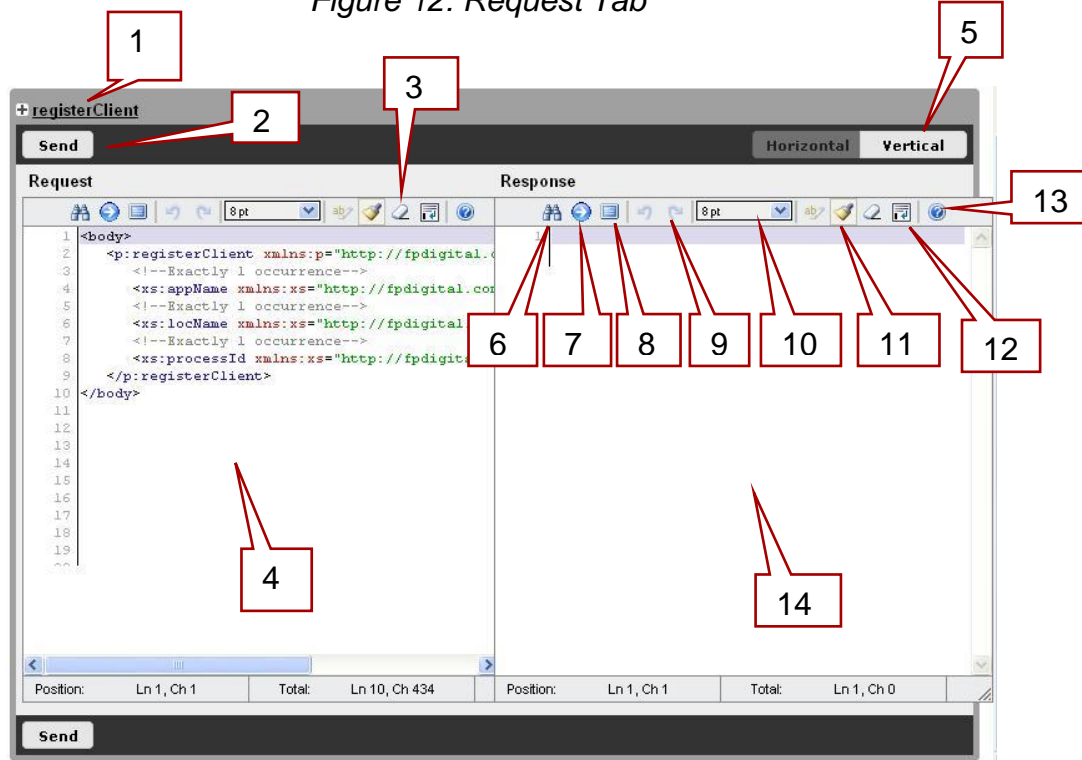 Figure 12: Request Tab
1
5
3
registerClient
2
Send
Horizontal Vertical
Request
Response
13
8 pt
8 pt
1 <body>
2 <p:registerClient xmlns:p="http://fpdigital.
3 <!--Exactly 1 occurrence-->
4 <xs:appName xmlns:xs="http://fpdigital.com
5 <!--Exactly 1 occurrence-->
6 <xs:locName xmlns:xs="http://fpdigital.
7 <!--Exactly 1 occurrence-->
8 <xs:processId xmlns:xs="http://fpdigita
9 </p:registerClient>
10 </body>
11
12
13
14
15
16
17
18
19
1
6 7 8 9 10 11 12
4
14
Position: Ln 1, Ch 1 Total: Ln 10, Ch 434
Position: Ln 1, Ch 1 Total: Ln 1, Ch 0
Send